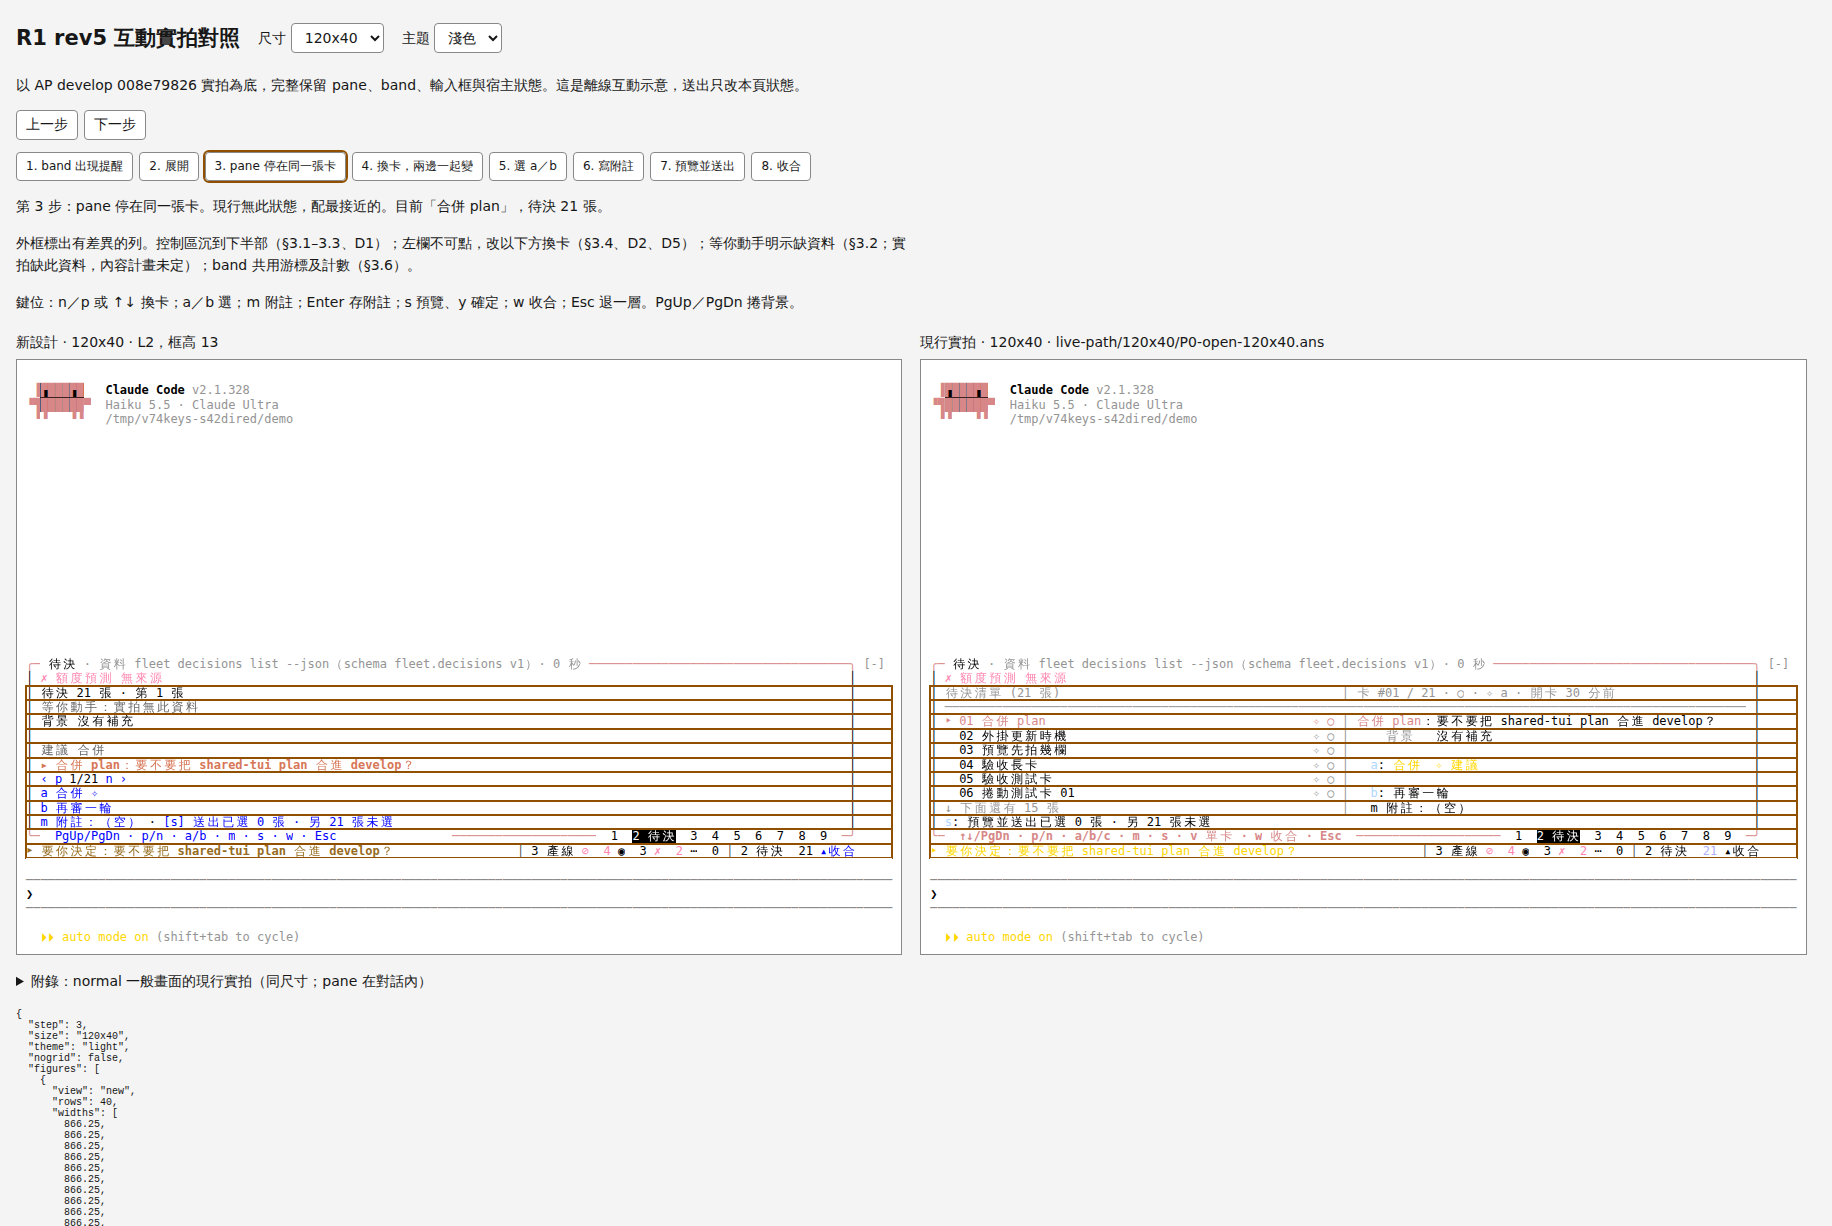 R1 rev5 互動實拍對照 尺寸 120x40 主題 淺色
以 AP develop 008e79826 實拍為底，完整保留 pane、band、輸入框與宿主狀態。這是離線互動示意，送出只改本頁狀態。
上一步 下一步
1. band 出現提醒 2. 展開 3. pane 停在同一張卡 4. 換卡，兩邊一起變 5. 選 a／b 6. 寫附註 7. 預覽並送出 8. 收合
第 3 步：pane 停在同一張卡。現行無此狀態，配最接近的。目前「合併 plan」，待決 21 張。
外框標出有差異的列。控制區沉到下半部（§3.1–3.3、D1）；左欄不可點，改以下方換卡（§3.4、D2、D5）；等你動手明示缺資料（§3.2；實
拍缺此資料，內容計畫未定）；band 共用游標及計數（§3.6）。
鍵位：n／p 或 ↑↓ 換卡；a／b 選；m 附註；Enter 存附註；s 預覽、y 確定；w 收合；Esc 退一層。PgUp／PgDn 捲背景。
新設計 · 120x40 · L2，框高 13
Claude Code v2.1.328
Haiku 5.5 · Claude Ultra
/tmp/v74keys-s42dired/demo
待決 · 資料 fleet decisions list --json（schema fleet.decisions v1）· 0 秒 [-]
✗ 額度預測 無來源
待決 21 張 · 第 1 張
等你動手：實拍無此資料
背景 沒有補充
建議 合併
▸ 合併 plan：要不要把 shared-tui plan 合進 develop？
‹ p 1/21 n ›
a 合併 ✧
b 再審一輪
m 附註：（空） · [s] 送出已選 0 張 · 另 21 張未選
PgUp/PgDn · p/n · a/b · m · s · w · Esc 1 2 待決 3 4 5 6 7 8 9
▸ 要你決定：要不要把 shared-tui plan 合進 develop？ | 3 產線 ⊘ 4 ◉ 3 ✗ 2 ⋯ 0 | 2 待決 21 ▴收合
❯
⏵⏵ auto mode on (shift+tab to cycle)
現行實拍 · 120x40 · live-path/120x40/P0-open-120x40.ans
Claude Code v2.1.328
Haiku 5.5 · Claude Ultra
/tmp/v74keys-s42dired/demo
待決 · 資料 fleet decisions list --json（schema fleet.decisions v1）· 0 秒 [-]
✗ 額度預測 無來源
待決清單 (21 張) | 卡 #01 / 21 · ○ · ✧ a · 開卡 30 分前
▸ 01 合併 plan ✧ ○ | 合併 plan：要不要把 shared-tui plan 合進 develop？
02 外掛更新時機 ✧ ○ | 背景 沒有補充
03 預覽先拍幾欄 ✧ ○ |
04 驗收長卡 ✧ ○ | a: 合併 ✧ 建議
05 驗收測試卡 ✧ ○ |
06 捲動測試卡 01 ✧ ○ | b: 再審一輪
↓ 下面還有 15 張 | m 附註：（空）
s: 預覽並送出已選 0 張 · 另 21 張未選
↑↓/PgDn · p/n · a/b/c · m · s · v 單卡 · w 收合 · Esc 1 2 待決 3 4 5 6 7 8 9
▸ 要你決定：要不要把 shared-tui plan 合進 develop？ | 3 產線 ⊘ 4 ◉ 3 ✗ 2 ⋯ 0 | 2 待決 21 ▴收合
❯
⏵⏵ auto mode on (shift+tab to cycle)
▶ 附錄：normal 一般畫面的現行實拍（同尺寸；pane 在對話內）
{
"step": 3,
"size": "120x40",
"theme": "light",
"nogrid": false,
"figures": [
{
"view": "new",
"rows": 40,
"widths": [
866.25,
866.25,
866.25,
866.25,
866.25,
866.25,
866.25,
866.25,
866.25,
866.25,